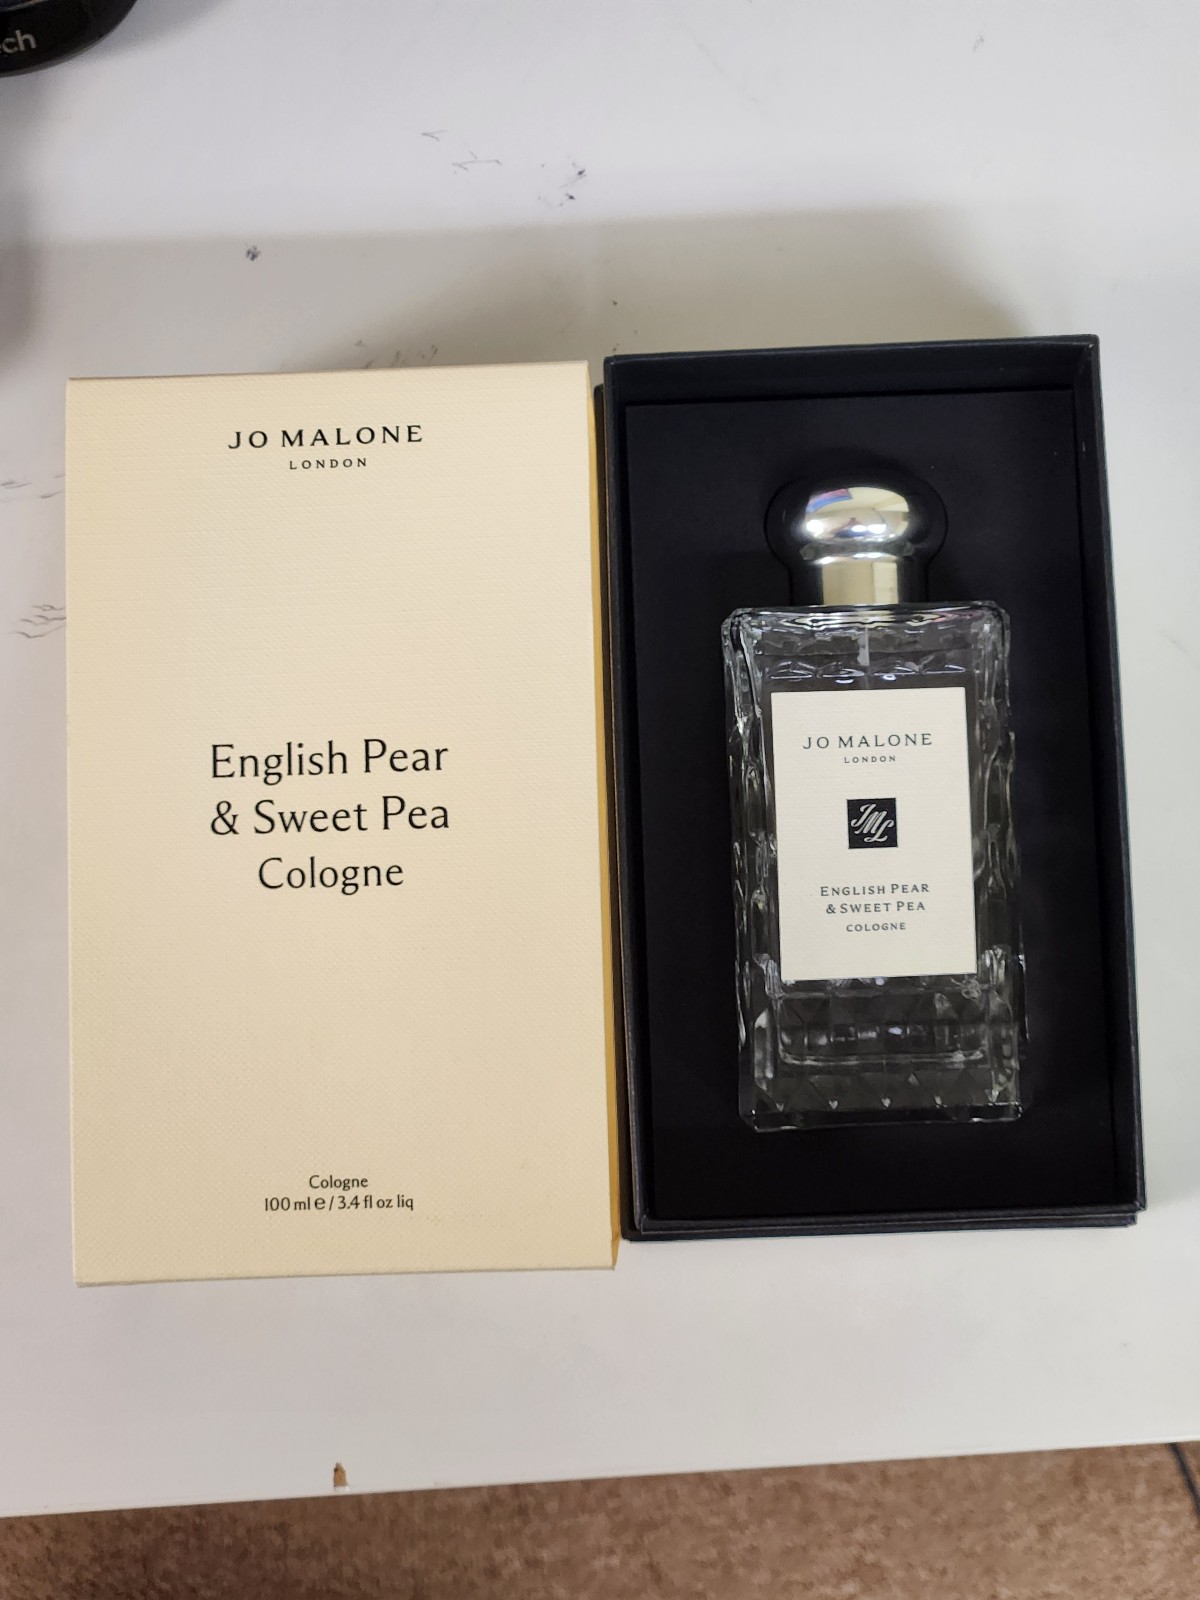 ch
JO MALONE
LONDON
English Pear
& Sweet Pea
Cologne
Cologne
100 ml e / 3.4 fl oz liq
JO MALONE
LONDON
JML
ENGLISH PEAR
& SWEET PEA
COLOGNE